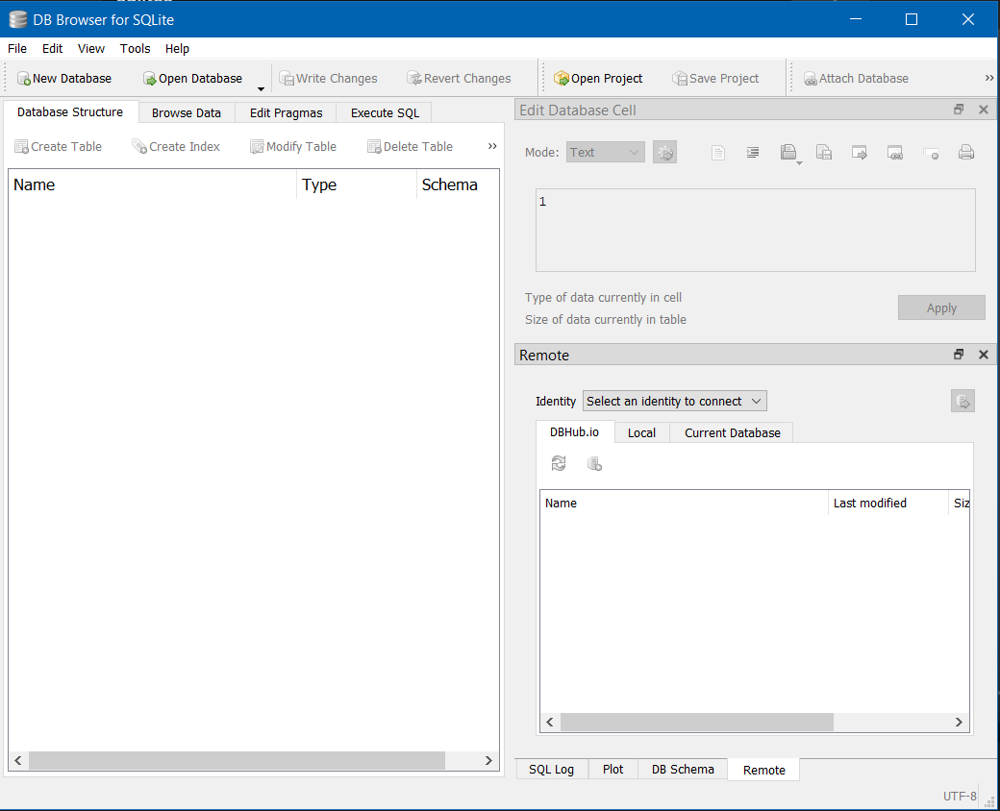 DB Browser for SQLite
File Edit View Tools Help
New Database Open Database Write Changes Revert Changes Open Project Save Project Attach Database »
Database Structure Browse Data Edit Pragmas Execute SQL
Create Table Create Index Modify Table Delete Table »
Name Type Schema
Edit Database Cell
Mode: Text
1
Type of data currently in cell
Size of data currently in table
Apply
Remote
Identity Select an identity to connect
DBHub.io Local Current Database
Name Last modified Siz
SQL Log Plot DB Schema Remote
UTF-8